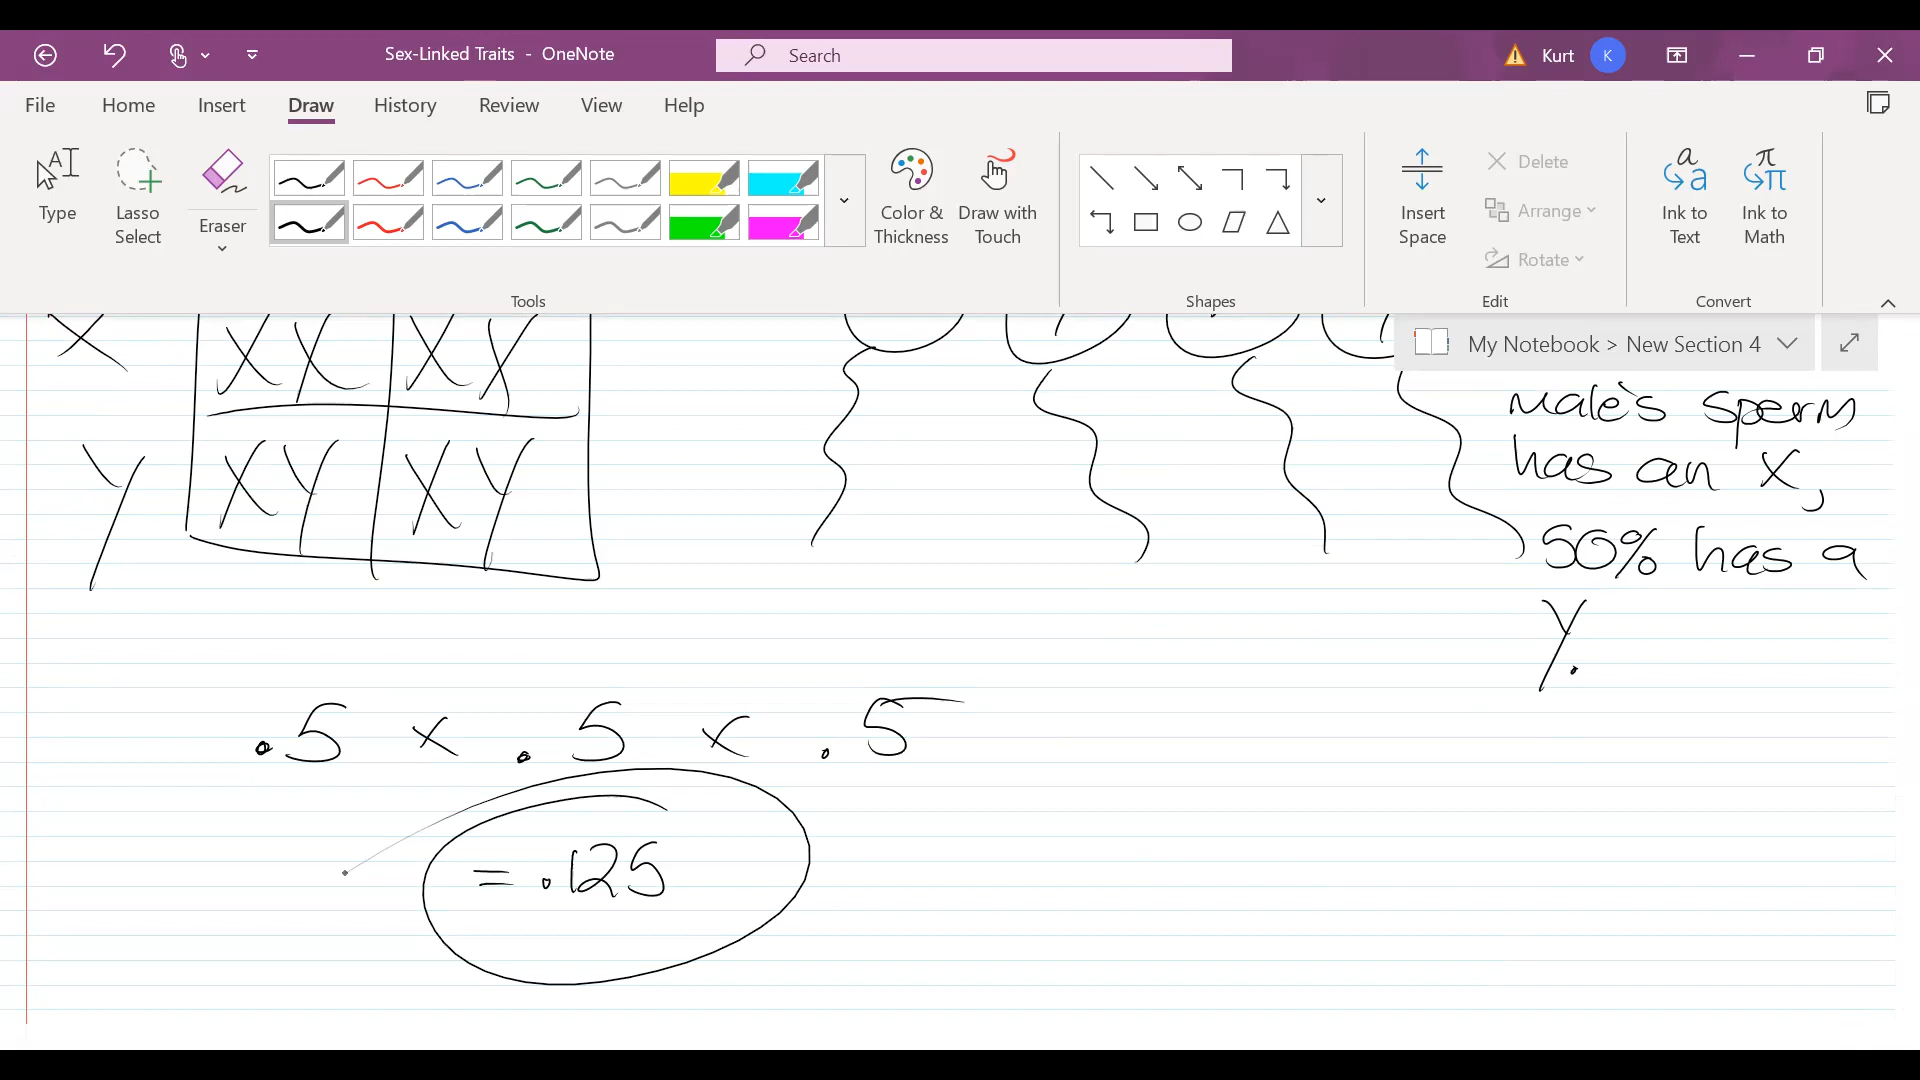 Sex-Linked Traits - OneNote
Search
Kurt
K
File Home Insert Draw History Review View Help
Type
Lasso Select
Eraser
Color & Thickness
Draw with Touch
Insert Space
Delete
Arrange
Rotate
Ink to Text
Ink to Math
Tools
Shapes
Edit
Convert
My Notebook > New Section 4
X XX XY
Y XY XY
Male's sperm
has an X,
50% has a
Y.
.5 x .5 x .5
= .125